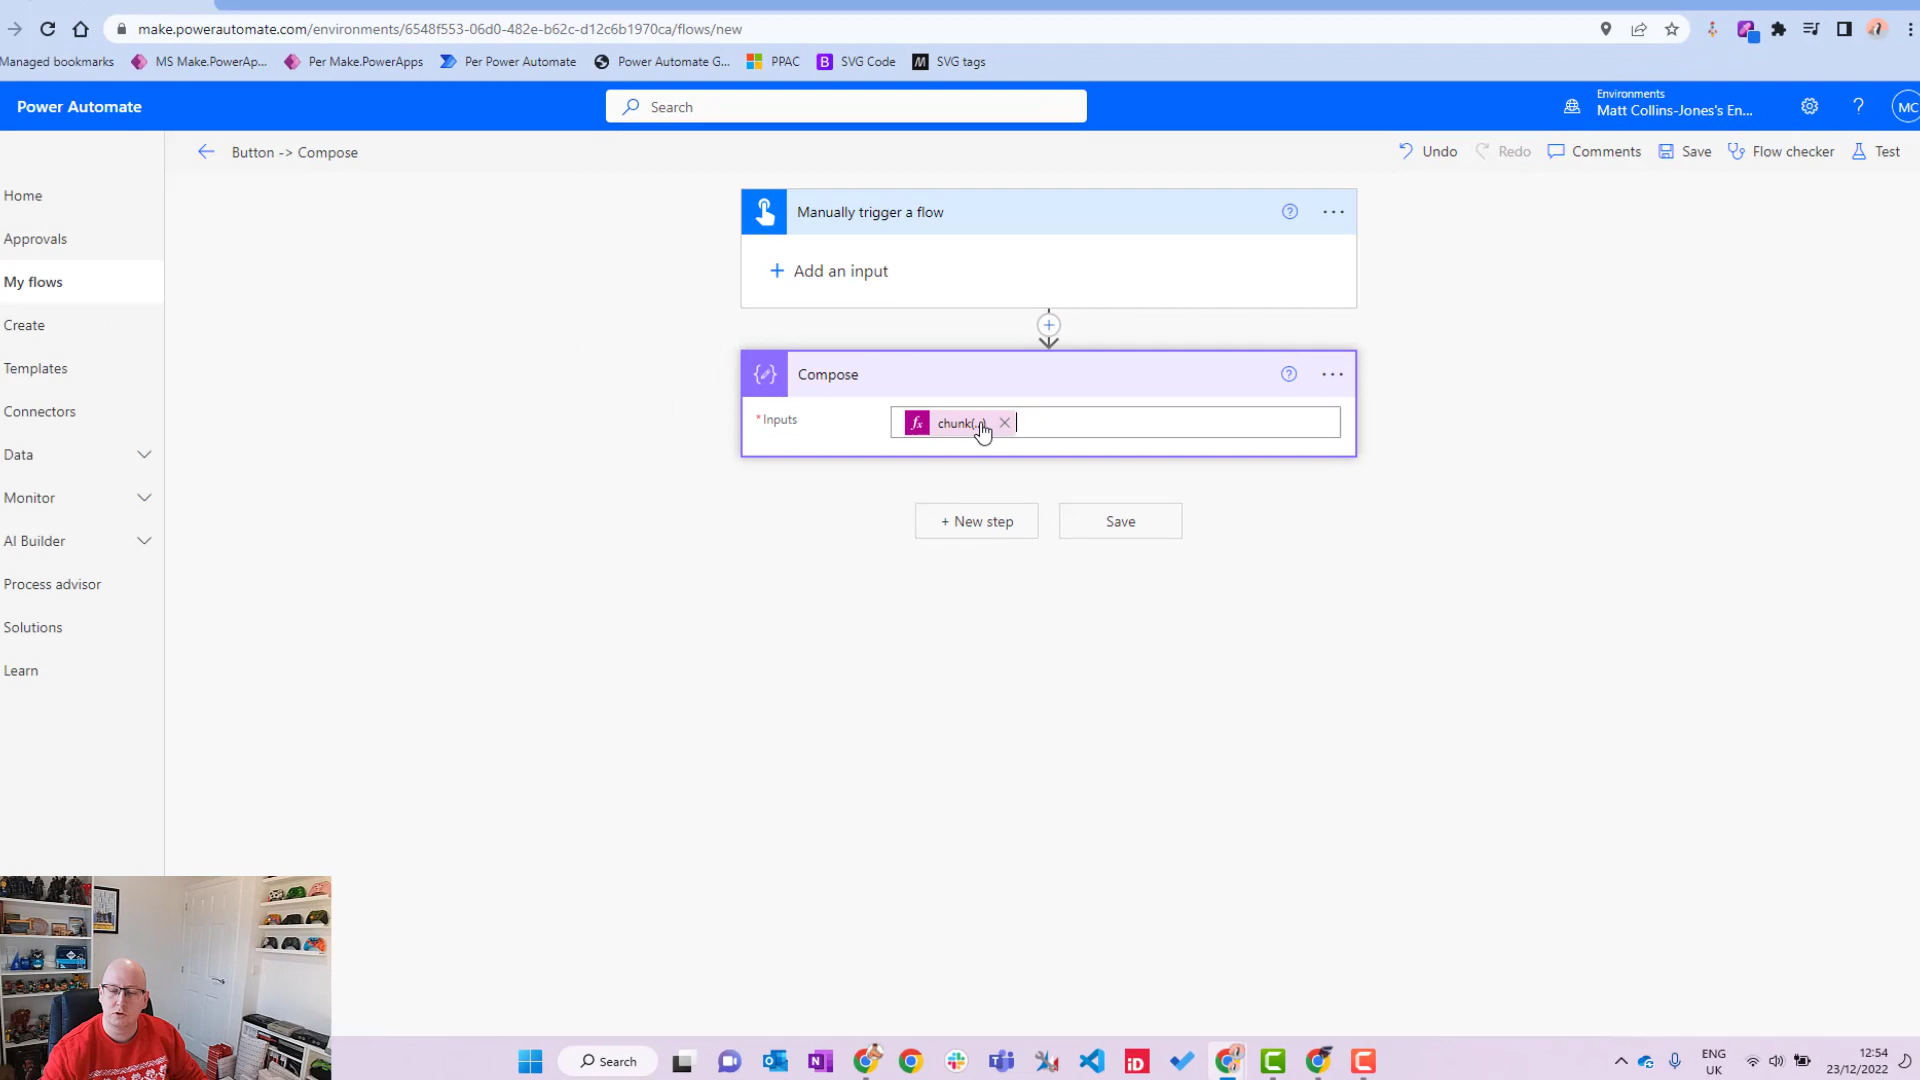 make.powerautomate.com/environments/6548f553-06d0-482e-b62c-d12c6b1970ca/flows/new
Managed bookmarks
MS Make.PowerAp...
Per Make.PowerApps
Per Power Automate
Power Automate G...
PPAC
SVG Code
SVG tags
Power Automate
Search
Environments
Matt Collins-Jones's En...
MC
Button -> Compose
Undo
Redo
Comments
Save
Flow checker
Test
Home
Approvals
My flows
Create
Templates
Connectors
Data
Monitor
AI Builder
Process advisor
Solutions
Learn
Manually trigger a flow
+ Add an input
Compose
* Inputs
fx chunk(...)
+ New step
Save
Search
ENG
UK
12:54
23/12/2022